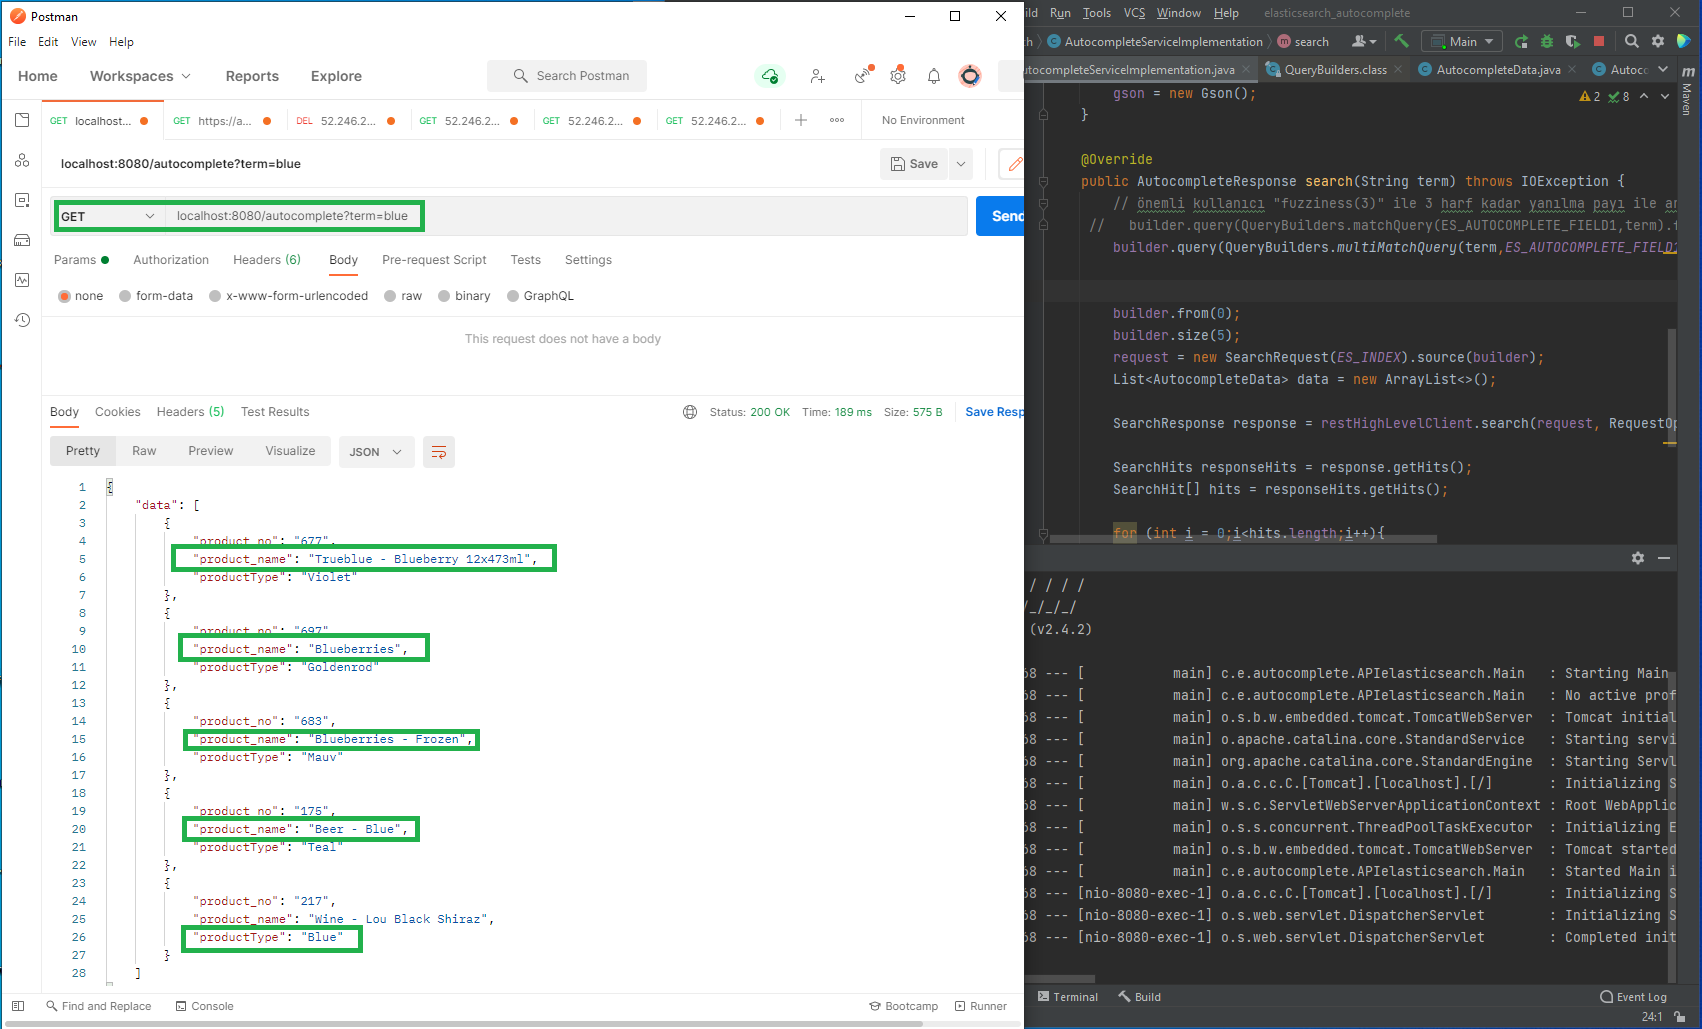 Postman
File Edit View Help
Home Workspaces Reports Explore Search Postman
GET localhost... GET https://a... DEL 52.246.2... GET 52.246.2... GET 52.246.2... GET 52.246.2... No Environment
localhost:8080/autocomplete?term=blue Save
GET localhost:8080/autocomplete?term=blue Send
Params Authorization Headers (6) Body Pre-request Script Tests Settings
none form-data x-www-form-urlencoded raw binary GraphQL
This request does not have a body
Body Cookies Headers (5) Test Results Status: 200 OK Time: 189 ms Size: 575 B Save Resp
Pretty Raw Preview Visualize JSON
1 {
2 "data": [
3 {
4 "product_no": "677",
5 "product_name": "Trueblue - Blueberry 12x473ml",
6 "productType": "Violet"
7 },
8 {
9 "product_no": "697"
10 "product_name": "Blueberries",
11 "productType": "Goldenrod"
12 },
13 {
14 "product_no": "683",
15 "product_name": "Blueberries - Frozen",
16 "productType": "Mauv"
17 },
18 {
19 "product_no": "175",
20 "product_name": "Beer - Blue",
21 "productType": "Teal"
22 },
23 {
24 "product_no": "217",
25 "product_name": "Wine - Lou Black Shiraz",
26 "productType": "Blue"
27 }
28 ]
Find and Replace Console Bootcamp Runner
ild Run Tools VCS Window Help elasticsearch_autocomplete
ch AutocompleteServiceImplementation search Main
utocompleteServiceImplementation.java QueryBuilders.class AutocompleteData.java Autoco
Maven
2 8
gson = new Gson();
}
@Override
public AutocompleteResponse search(String term) throws IOException {
// önemli kullanıcı "fuzziness(3)" ile 3 harf kadar yanılma payı ile ar
// builder.query(QueryBuilders.matchQuery(ES_AUTOCOMPLETE_FIELD1,term).f
builder.query(QueryBuilders.multiMatchQuery(term,ES_AUTOCOMPLETE_FIELD1
builder.from(0);
builder.size(5);
request = new SearchRequest(ES_INDEX).source(builder);
List<AutocompleteData> data = new ArrayList<>();
SearchResponse response = restHighLevelClient.search(request, RequestOp
SearchHits responseHits = response.getHits();
SearchHit[] hits = responseHits.getHits();
for (int i = 0;i<hits.length;i++){
/ / / /
/_/_/_/
(v2.4.2)
68 --- [ main] c.e.autocomplete.APIelasticsearch.Main : Starting Main
68 --- [ main] c.e.autocomplete.APIelasticsearch.Main : No active prof
68 --- [ main] o.s.b.w.embedded.tomcat.TomcatWebServer : Tomcat initial
68 --- [ main] o.apache.catalina.core.StandardService : Starting servi
68 --- [ main] org.apache.catalina.core.StandardEngine : Starting Servl
68 --- [ main] o.a.c.c.C.[Tomcat].[localhost].[/] : Initializing S
68 --- [ main] w.s.c.ServletWebServerApplicationContext : Root WebApplic
68 --- [ main] o.s.s.concurrent.ThreadPoolTaskExecutor : Initializing E
68 --- [ main] o.s.b.w.embedded.tomcat.TomcatWebServer : Tomcat started
68 --- [ main] c.e.autocomplete.APIelasticsearch.Main : Started Main i
68 --- [nio-8080-exec-1] o.a.c.c.C.[Tomcat].[localhost].[/] : Initializing S
68 --- [nio-8080-exec-1] o.s.web.servlet.DispatcherServlet : Initializing S
68 --- [nio-8080-exec-1] o.s.web.servlet.DispatcherServlet : Completed init
Terminal Build Event Log
24:1